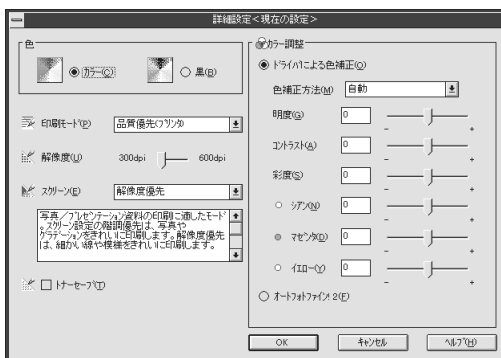 詳細設定<現在の設定>
色
カラー(C)
黒(B)
印刷モード(P)
品質優先(プリンタ)
解像度(U)
300dpi
600dpi
スクリーン(E)
解像度優先
写真/プレゼンテーション資料の印刷に適したモード
。スクリーン設定の階調優先は、写真や
グラデーションをきれいに印刷します。解像度優先
は、細かい線や模様をきれいに印刷します。
トナーセーブ(T)
カラー調整
ドライバによる色補正(O)
色補正方法(M)
自動
明度(G)
0
- +
コントラスト(A)
0
- +
彩度(S)
0
- +
シアン(N)
0
- +
マゼンタ(D)
0
- +
イエロー(Y)
0
- +
オートフォトファイン!2(F)
OK
キャンセル
ヘルプ(H)